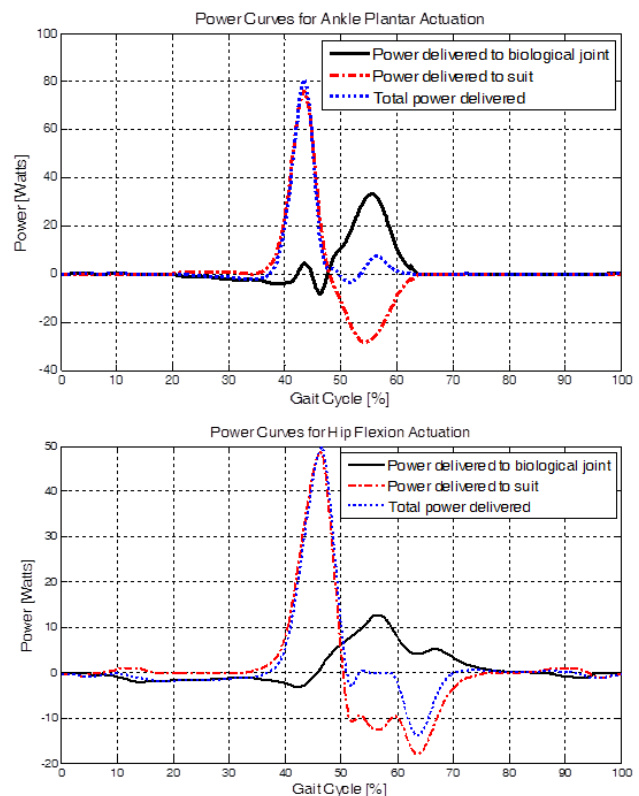 Power Curves for Ankle Plantar Actuation
Power delivered to biological joint
Power delivered to suit
Total power delivered
Power [Watts]
100
80
60
40
20
0
-20
-40
0 10 20 30 40 50 60 70 80 90 100
Gait Cycle [%]
Power Curves for Hip Flexion Actuation
Power delivered to biological joint
Power delivered to suit
Total power delivered
Power [Watts]
50
40
30
20
10
0
-10
-20
0 10 20 30 40 50 60 70 80 90 100
Gait Cycle [%]